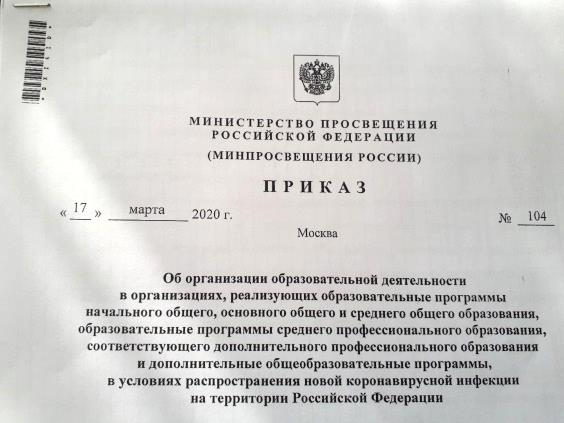 МИНИСТЕРСТВО ПРОСВЕЩЕНИЯ
РОССИЙСКОЙ ФЕДЕРАЦИИ
(МИНПРОСВЕЩЕНИЯ РОССИИ)
ПРИКАЗ
« 17 » марта 2020 г. № 104
Москва
Об организации образовательной деятельности
в организациях, реализующих образовательные программы
начального общего, основного общего и среднего общего образования,
образовательные программы среднего профессионального образования,
соответствующего дополнительного профессионального образования
и дополнительные общеобразовательные программы,
в условиях распространения новой коронавирусной инфекции
на территории Российской Федерации